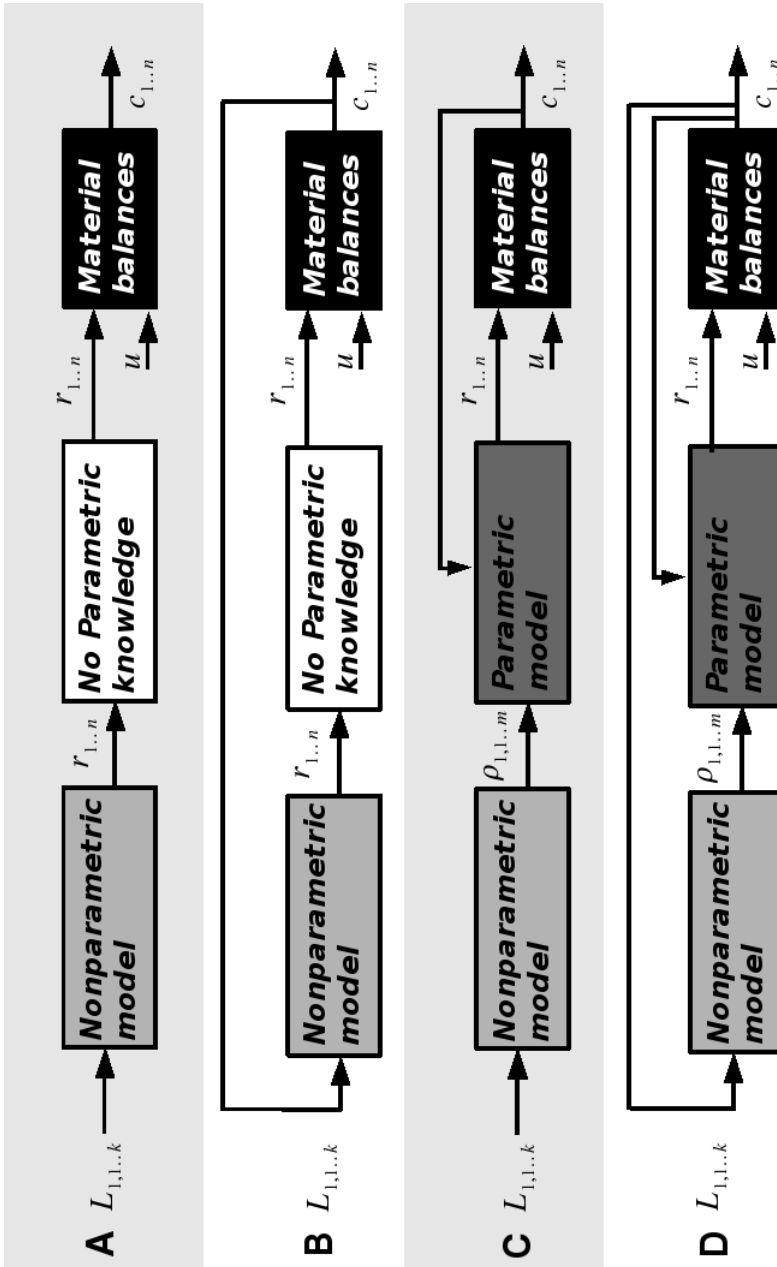 A
L1,1..k
Nonparametric
model
r1..n
No Parametric
knowledge
r1..n
u
Material
balances
c1..n
B
L1,1..k
Nonparametric
model
r1..n
No Parametric
knowledge
r1..n
u
Material
balances
c1..n
C
L1,1..k
Nonparametric
model
ρ1,1..m
Parametric
model
r1..n
u
Material
balances
c1..n
D
L1,1..k
Nonparametric
model
ρ1,1..m
Parametric
model
r1..n
u
Material
balances
c1..n